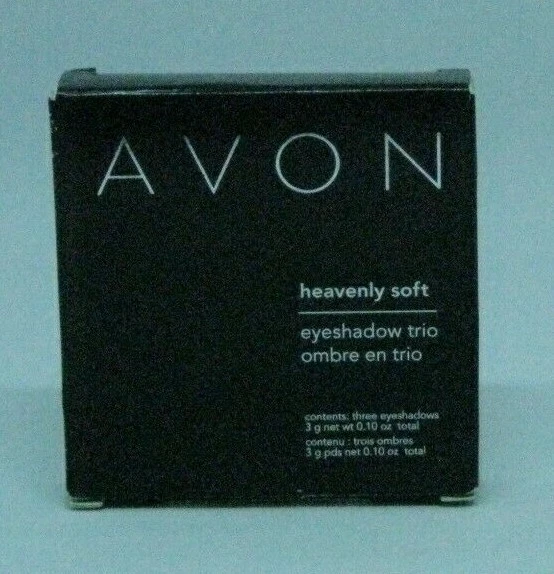 AVON
heavenly soft
eyeshadow trio
ombre en trio
contents: three eyeshadows
3 g net wt 0.10 oz total
contenu : trois ombres
3 g pds net 0.10 oz total